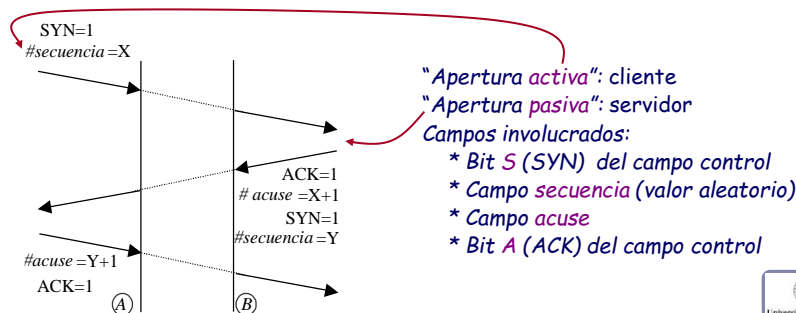 SYN=1
#secuencia=X
"Apertura activa": cliente
"Apertura pasiva": servidor
Campos involucrados:
* Bit S (SYN) del campo control
* Campo secuencia (valor aleatorio)
* Campo acuse
* Bit A (ACK) del campo control
ACK=1
# acuse =X+1
SYN=1
#secuencia=Y
#acuse =Y+1
ACK=1
A
B